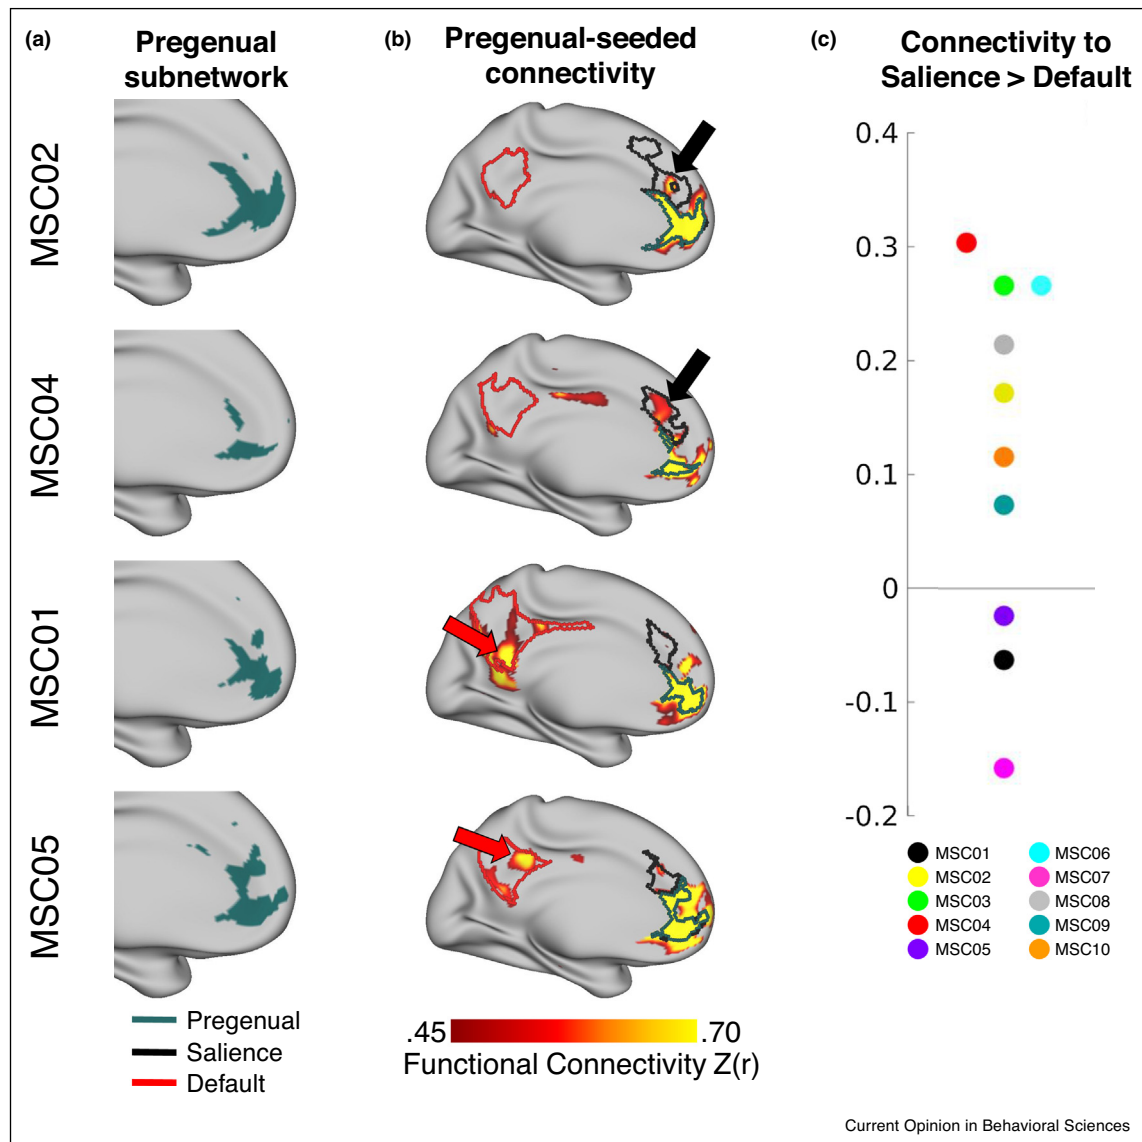 (a)
Pregenual
subnetwork
(b)
Pregenual-seeded
connectivity
(c)
Connectivity to
Salience > Default
MSC02
MSC04
MSC01
MSC05
0.4
0.3
0.2
0.1
0
-0.1
-0.2
MSC01
MSC02
MSC03
MSC04
MSC05
MSC06
MSC07
MSC08
MSC09
MSC10
Pregenual
Salience
Default
.45 .70
Functional Connectivity Z(r)
Current Opinion in Behavioral Sciences